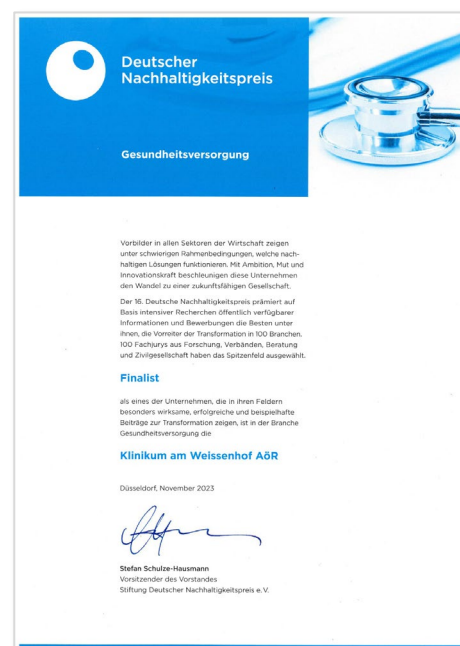 Deutscher
Nachhaltigkeitspreis
Gesundheitsversorgung
Vorbilder in allen Sektoren der Wirtschaft zeigen
unter schwierigen Rahmenbedingungen, welche nach-
haltigen Lösungen funktionieren. Mit Ambition, Mut und
Innovationskraft beschleunigen diese Unternehmen
den Wandel zu einer zukunftsfähigen Gesellschaft.
Der 16. Deutsche Nachhaltigkeitspreis prämiert auf
Basis intensiver Recherchen öffentlich verfügbarer
Informationen und Bewerbungen die Besten unter
ihnen, die Vorreiter der Transformation in 100 Branchen.
100 Fachjurys aus Forschung, Verbänden, Beratung
und Zivilgesellschaft haben das Spitzenfeld ausgewählt.
Finalist
als eines der Unternehmen, die in ihren Feldern
besonders wirksame, erfolgreiche und beispielhafte
Beiträge zur Transformation zeigen, ist in der Branche
Gesundheitsversorgung die
Klinikum am Weissenhof AöR
Düsseldorf, November 2023
Stefan Schulze-Hausmann
Vorsitzender des Vorstandes
Stiftung Deutscher Nachhaltigkeitspreis e.V.